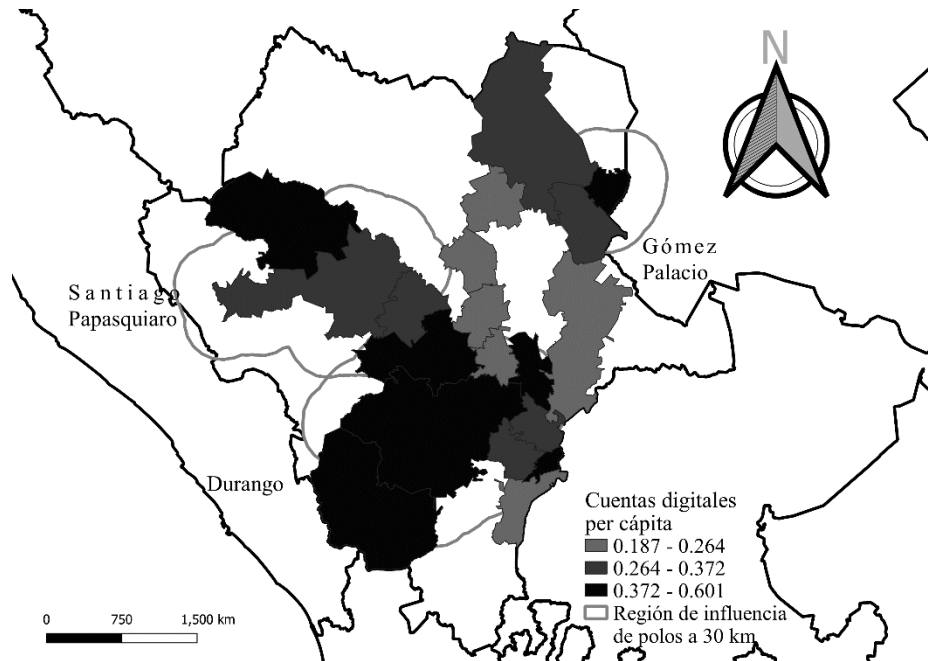 N
Gómez
Palacio
Santiago
Papasquiaro
Durango
Cuentas digitales
per cápita
0.187 - 0.264
0.264 - 0.372
0.372 - 0.601
Región de influencia
de polos a 30 km
0 750 1,500 km